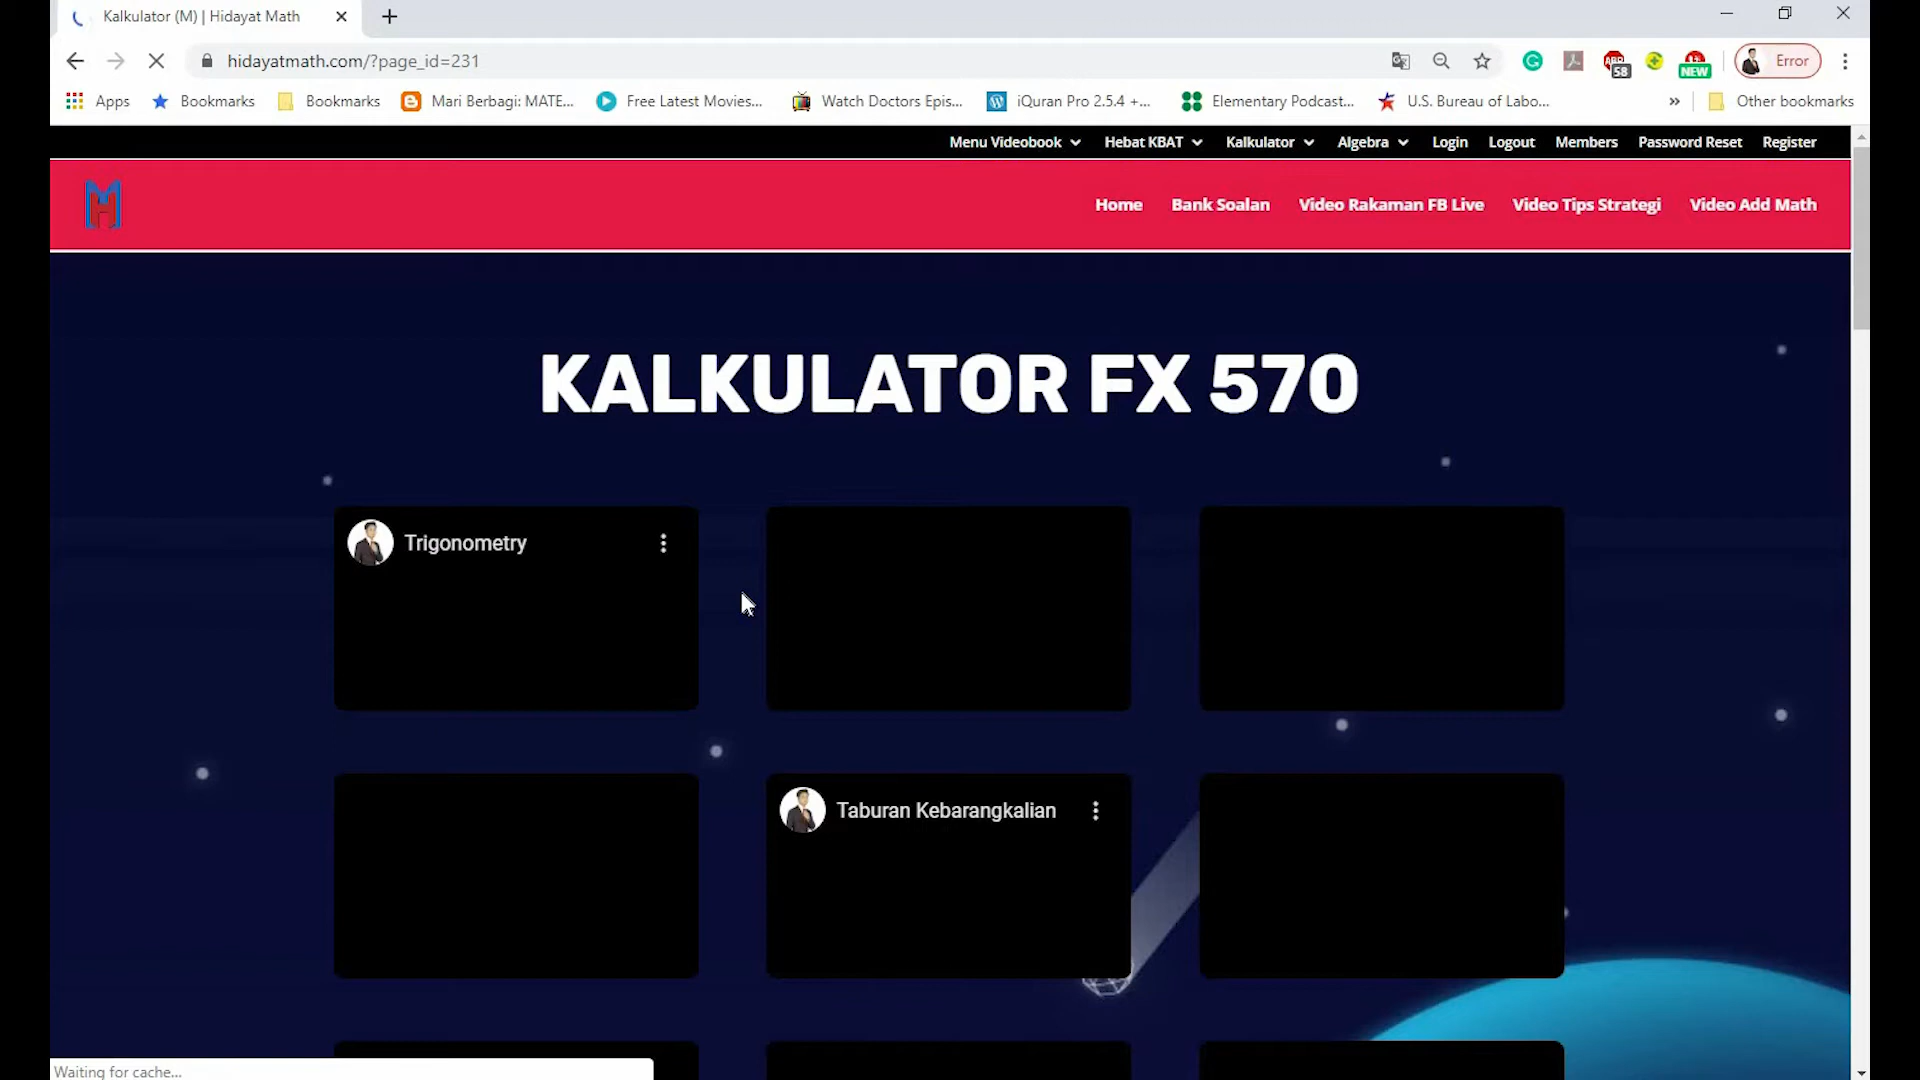 Kalkulator (M) | Hidayat Math
hidayatmath.com/?page_id=231
ABP
58
NEW
Error
Apps
Bookmarks
Bookmarks
Mari Berbagi: MATE...
Free Latest Movies...
Watch Doctors Epis...
iQuran Pro 2.5.4 +...
Elementary Podcast...
U.S. Bureau of Labo...
»
Other bookmarks
Menu Videobook
Hebat KBAT
Kalkulator
Algebra
Login
Logout
Members
Password Reset
Register
Home
Bank Soalan
Video Rakaman FB Live
Video Tips Strategi
Video Add Math
KALKULATOR FX 570
Trigonometry
Taburan Kebarangkalian
Waiting for cache...